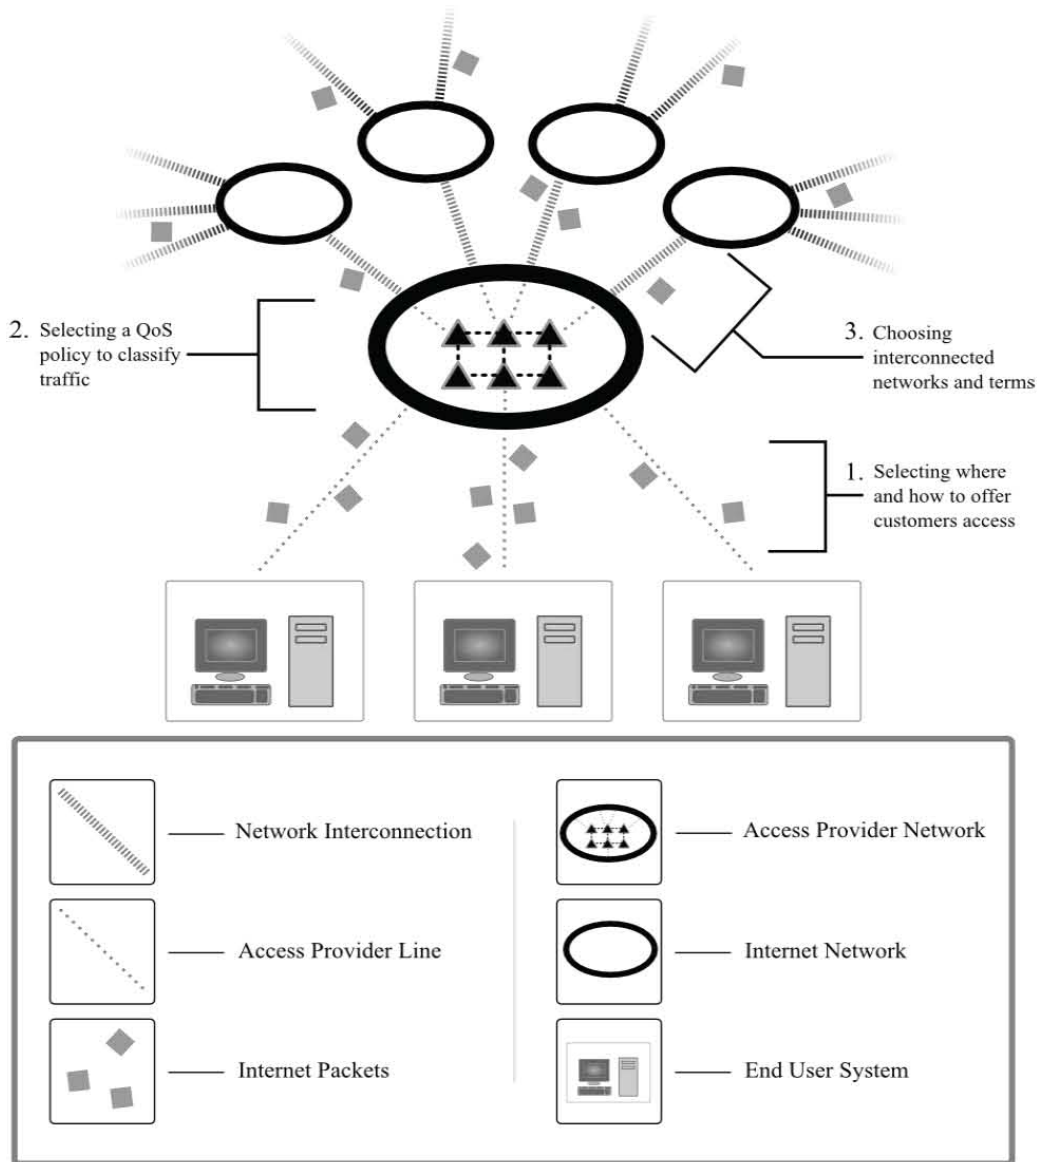 2. Selecting a QoS
policy to classify
traffic
3. Choosing
interconnected
networks and terms
1. Selecting where
and how to offer
customers access
Network Interconnection
Access Provider Network
Access Provider Line
Internet Network
Internet Packets
End User System